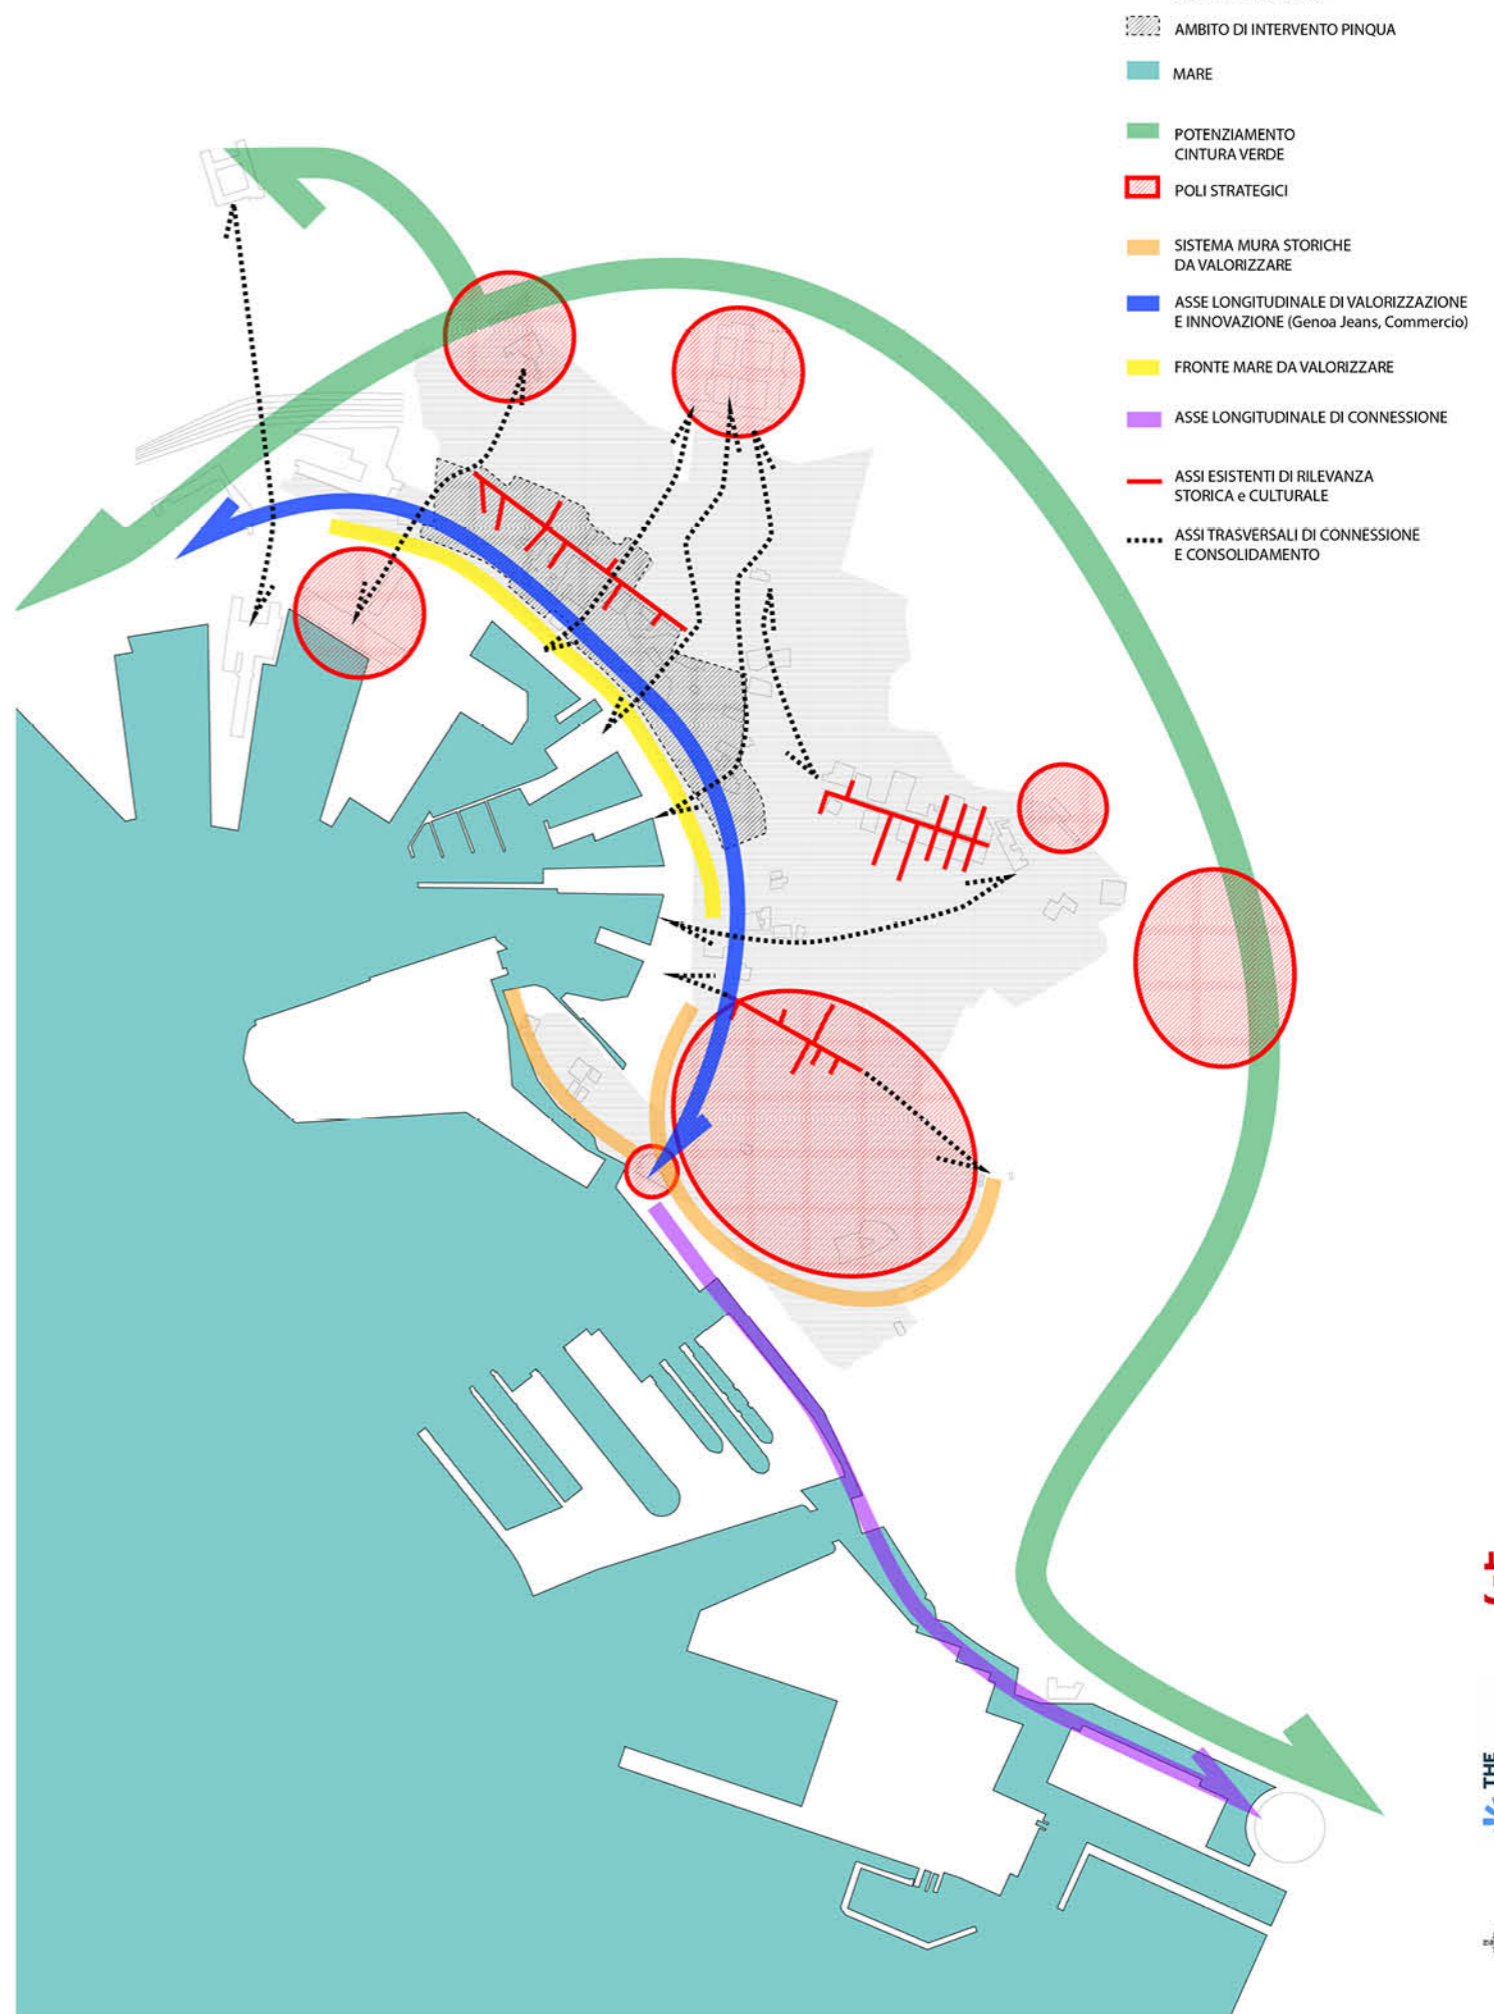 AMBITO DI INTERVENTO PINQUA
MARE
POTENZIAMENTO
CINTURA VERDE
POLI STRATEGICI
SISTEMA MURA STORICHE
DA VALORIZZARE
ASSE LONGITUDINALE DI VALORIZZAZIONE
E INNOVAZIONE (Genoa Jeans, Commercio)
FRONTE MARE DA VALORIZZARE
ASSE LONGITUDINALE DI CONNESSIONE
ASSI ESISTENTI DI RILEVANZA
STORICA e CULTURALE
ASSI TRASVERSALI DI CONNESSIONE
E CONSOLIDAMENTO
THE